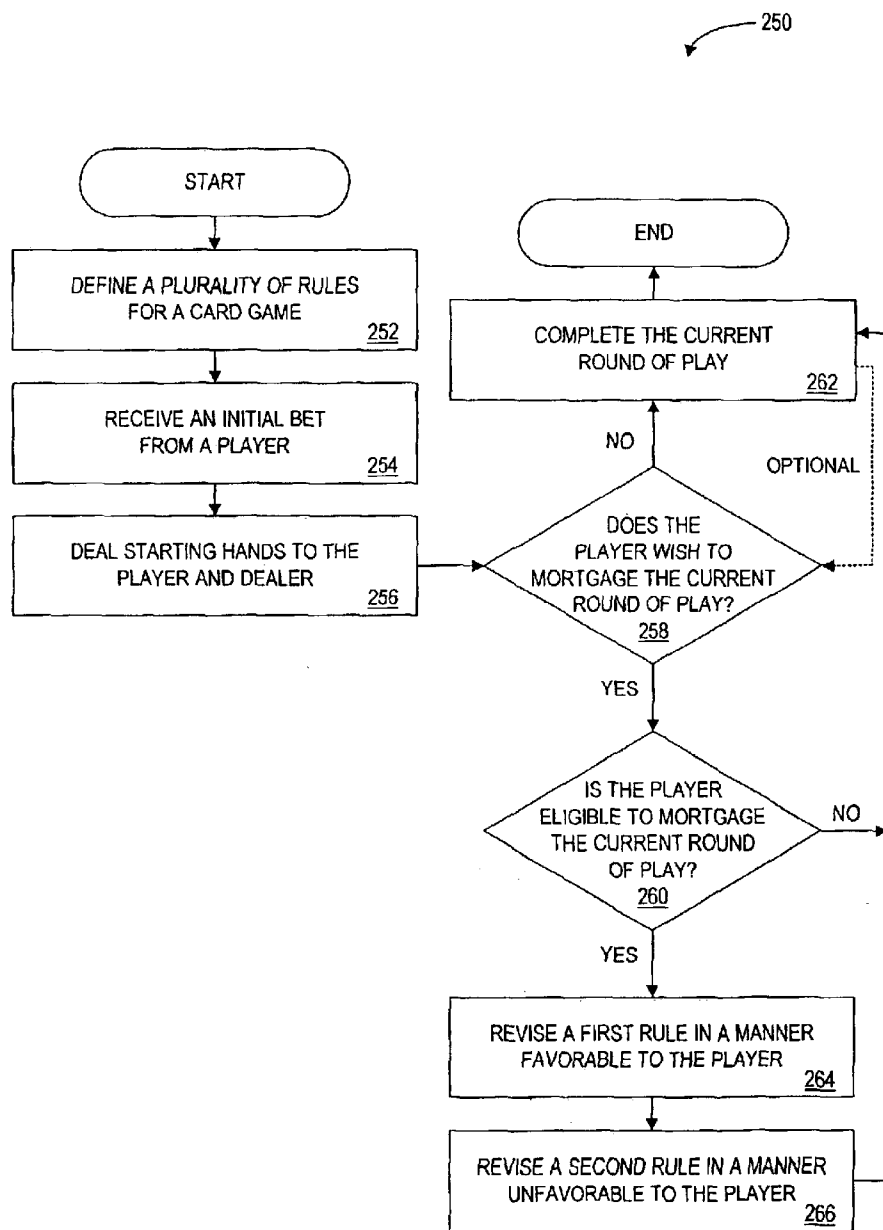 250
START
DEFINE A PLURALITY OF RULES
FOR A CARD GAME
252
RECEIVE AN INITIAL BET
FROM A PLAYER
254
DEAL STARTING HANDS TO THE
PLAYER AND DEALER
256
END
COMPLETE THE CURRENT
ROUND OF PLAY
262
NO
OPTIONAL
DOES THE
PLAYER WISH TO
MORTGAGE THE CURRENT
ROUND OF PLAY?
258
YES
IS THE PLAYER
ELIGIBLE TO MORTGAGE
THE CURRENT ROUND
OF PLAY?
260
NO
YES
REVISE A FIRST RULE IN A MANNER
FAVORABLE TO THE PLAYER
264
REVISE A SECOND RULE IN A MANNER
UNFAVORABLE TO THE PLAYER
266